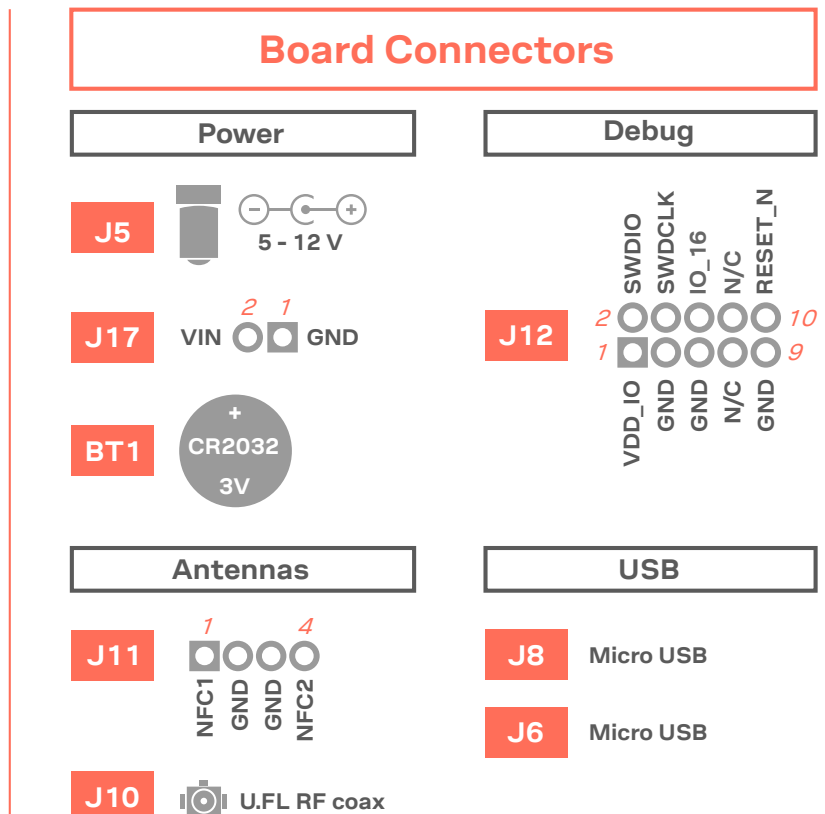 Board Connectors
Power
J5
5 - 12 V
J17
2 1
VIN
GND
BT1
+
CR2032
3V
Antennas
J11
1 4
NFC1
GND
GND
NFC2
J10
U.FL RF coax
Debug
J12
SWDIO
SWDCLK
IO_16
N/C
RESET_N
2 10
1 9
VDD_IO
GND
GND
N/C
GND
USB
J8
Micro USB
J6
Micro USB